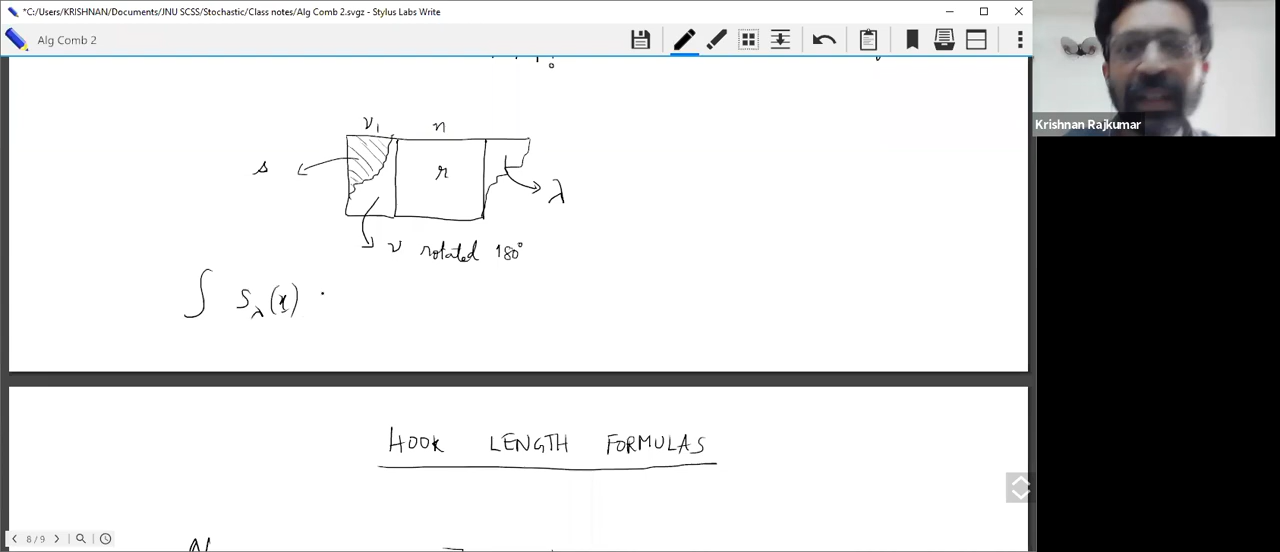 *C:/Users/KRISHNAN/Documents/JNU SCSS/Stochastic/Class notes/Alg Comb 2.svgz - Stylus Labs Write
Alg Comb 2
Krishnan Rajkumar
ν₁ n
s r λ
ν rotated 180°
∫ S_λ(x) ·
HOOK LENGTH FORMULAS
8 / 9